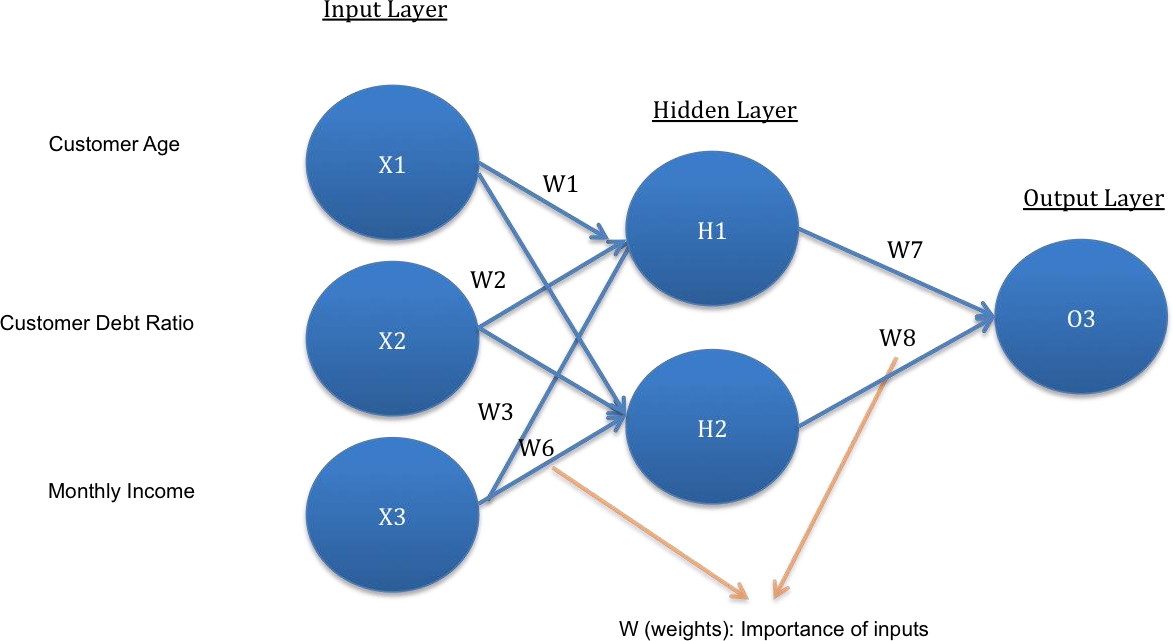 Input Layer
Hidden Layer
Output Layer
Customer Age
X1
W1
H1
W7
Customer Debt Ratio
X2
W2
W3
W6
H2
W8
O3
Monthly Income
X3
W (weights): Importance of inputs